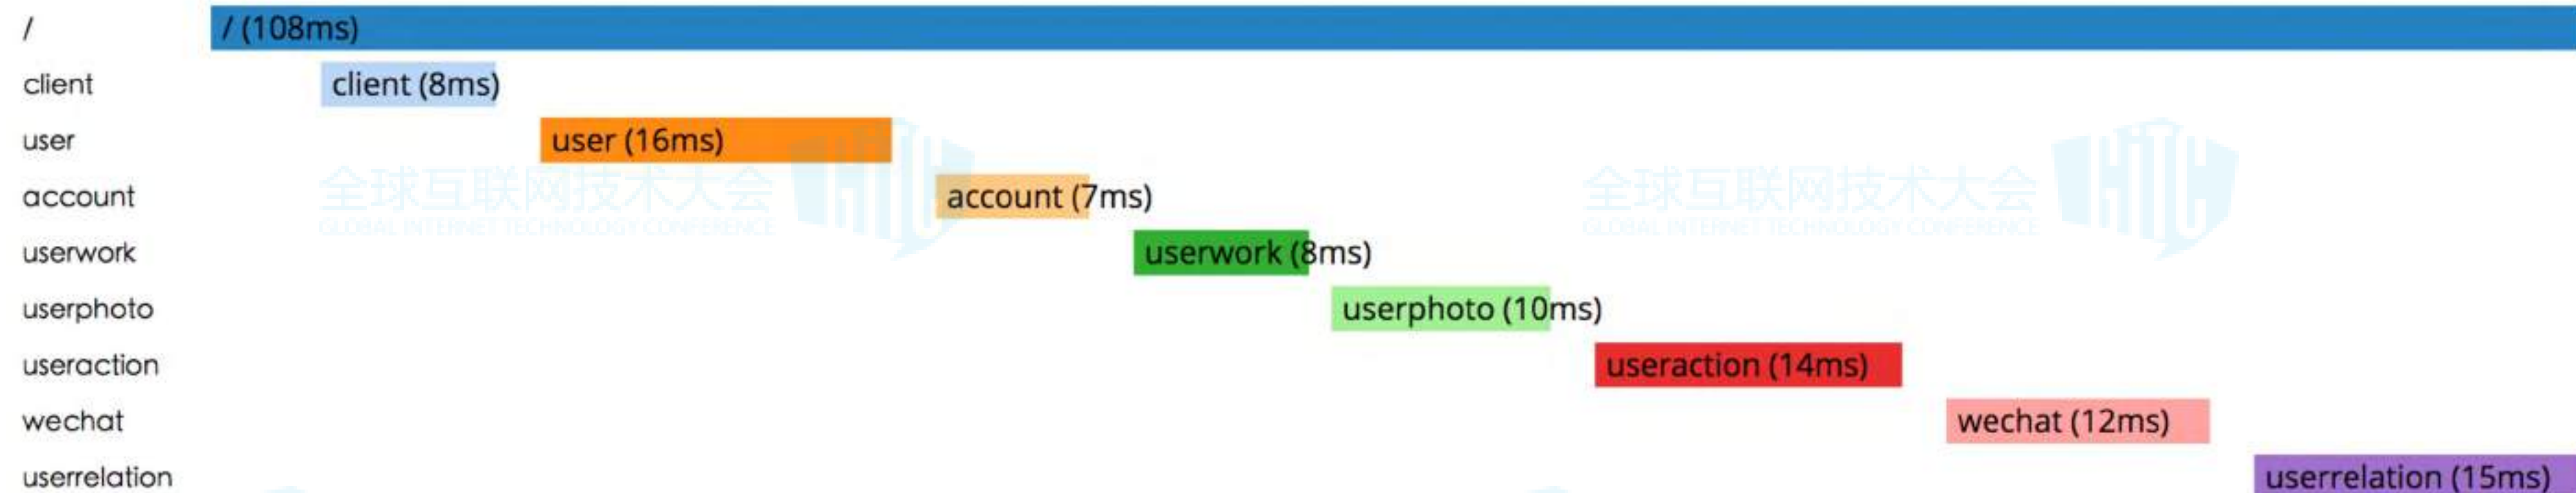 /
/ (108ms)
client
client (8ms)
user
user (16ms)
account
account (7ms)
userwork
userwork (8ms)
userphoto
userphoto (10ms)
useraction
useraction (14ms)
wechat
wechat (12ms)
userrelation
userrelation (15ms)
全球互联网技术大会
GLOBAL INTERNET TECHNOLOGY CONFERENCE
GITC
全球互联网技术大会
GLOBAL INTERNET TECHNOLOGY CONFERENCE
GITC